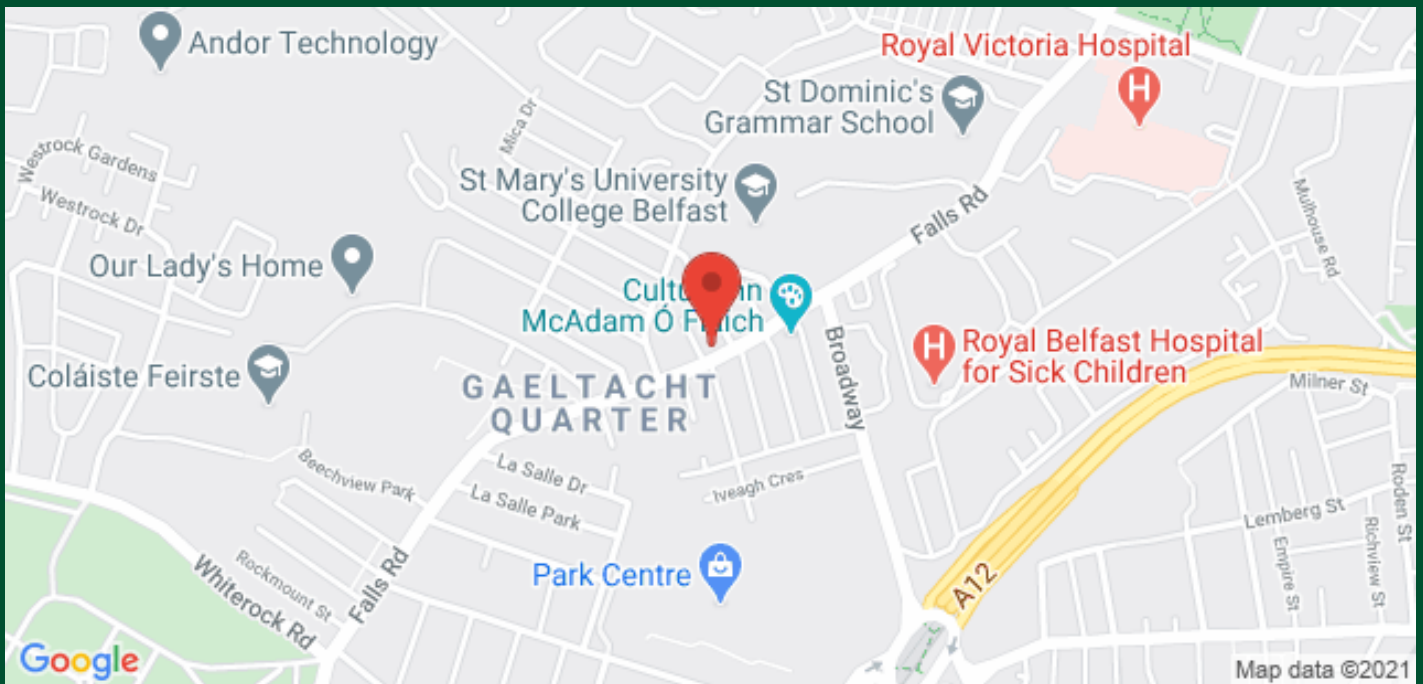 Andor Technology
Royal Victoria Hospital
St Dominic's
Grammar School
Mica Dr
Westrock Gardens
St Mary's University
College Belfast
Mulhouse Rd
Westrock Dr
Falls Rd
Our Lady's Home
McAdam Ó
Broadway
Royal Belfast Hospital
for Sick Children
Coláiste Feirste
GAELTACHT
QUARTER
Milner St
Beechview Park
La Salle Dr
La Salle Park
Iveagh Cres
Roden St
Lemberg St
Richview St
Empire St
Park Centre
A12
Falls Rd
Rockmount St
Whiterock Rd
Google
Map data ©2021